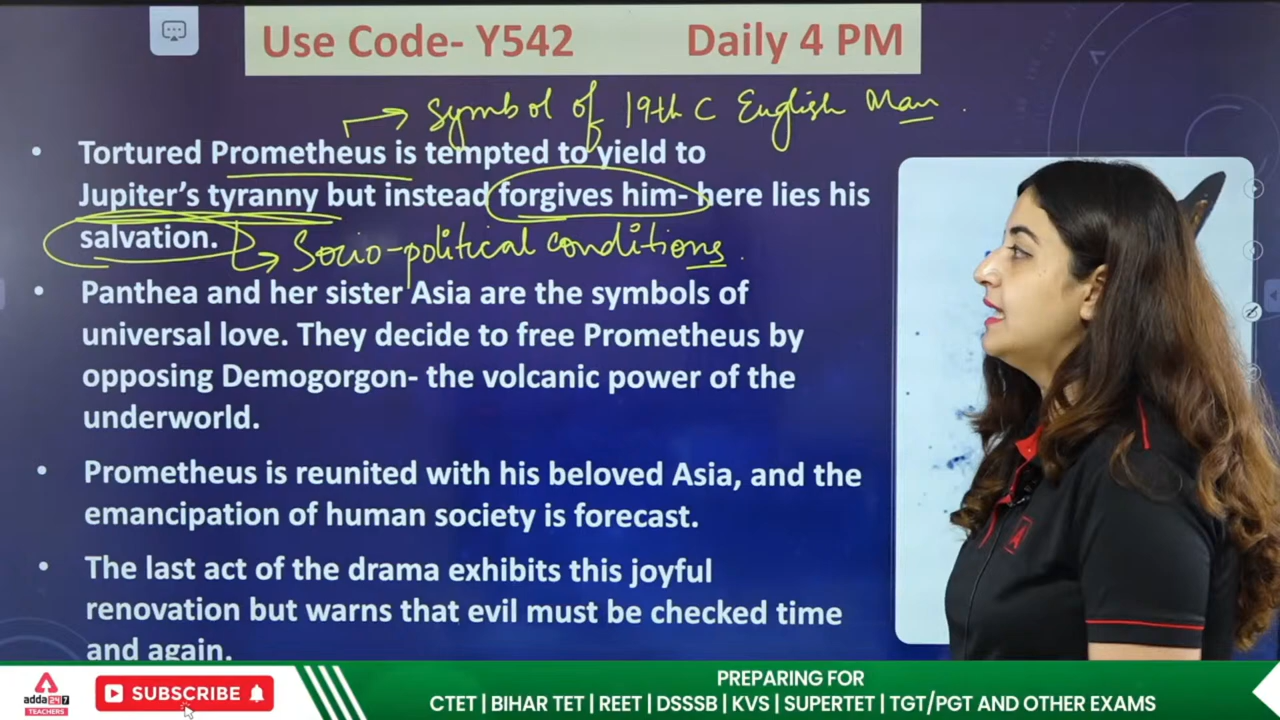 Use Code- Y542 Daily 4 PM
Symbol of 19th C English Man.
• Tortured Prometheus is tempted to yield to
Jupiter's tyranny but instead forgives him- here lies his
salvation.
Socio-political conditions.
• Panthea and her sister Asia are the symbols of
universal love. They decide to free Prometheus by
opposing Demogorgon- the volcanic power of the
underworld.
• Prometheus is reunited with his beloved Asia, and the
emancipation of human society is forecast.
• The last act of the drama exhibits this joyful
renovation but warns that evil must be checked time
and again.
adda247
TEACHERS
SUBSCRIBE
PREPARING FOR
CTET | BIHAR TET | REET | DSSSB | KVS | SUPERTET | TGT/PGT AND OTHER EXAMS